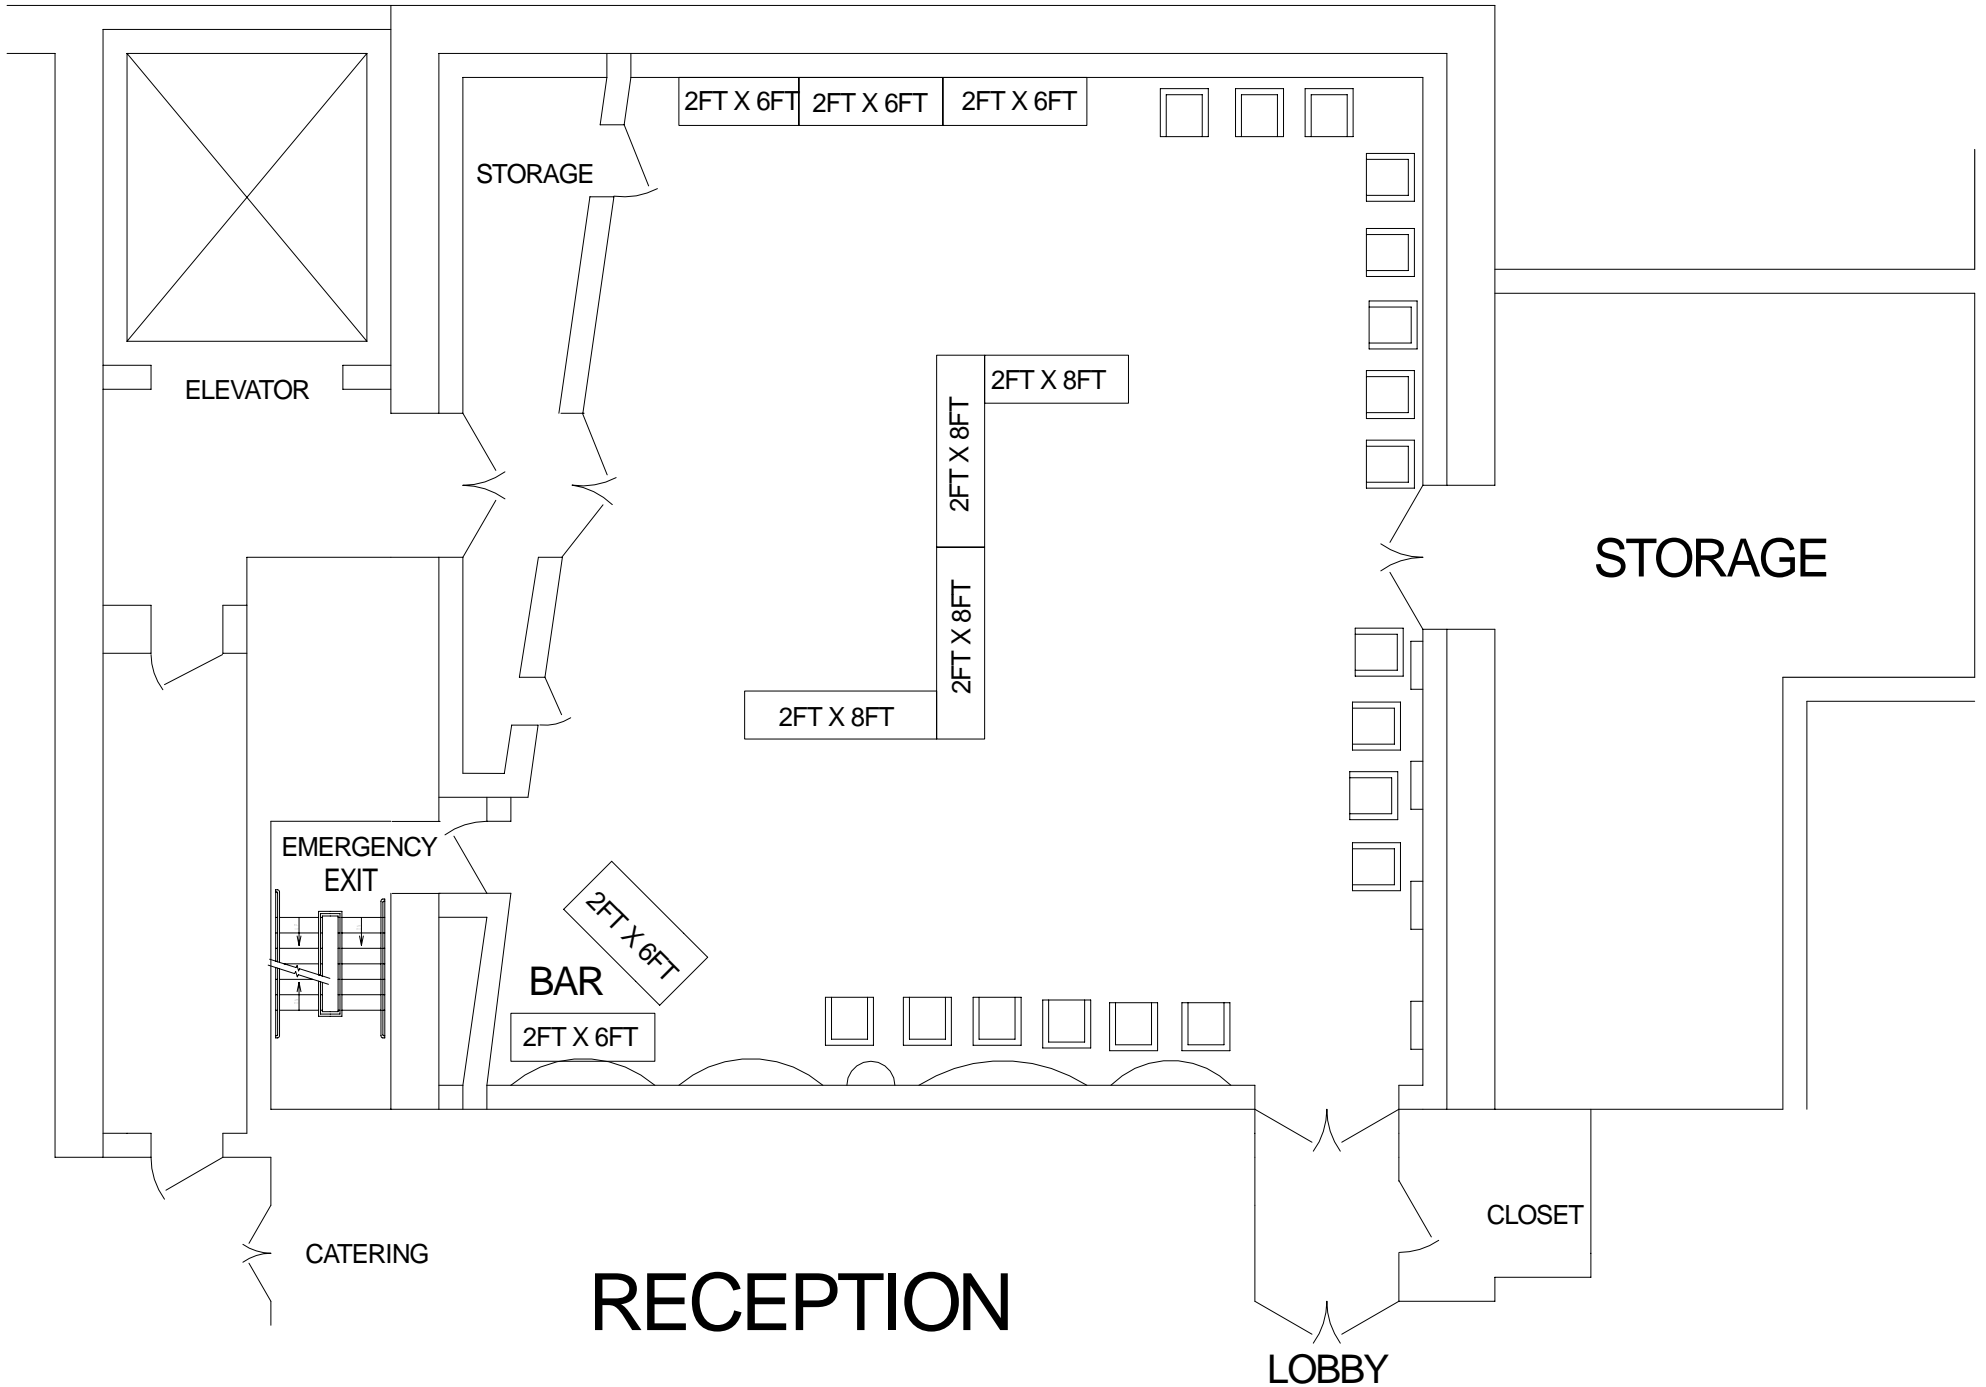 2FT X 6FT
2FT X 6FT
2FT X 6FT
STORAGE
ELEVATOR
2FT X 8FT
2FT X 8FT
STORAGE
2FT X 8FT
2FT X 8FT
EMERGENCY
EXIT
2FT X 6FT
BAR
2FT X 6FT
CLOSET
CATERING
RECEPTION
LOBBY